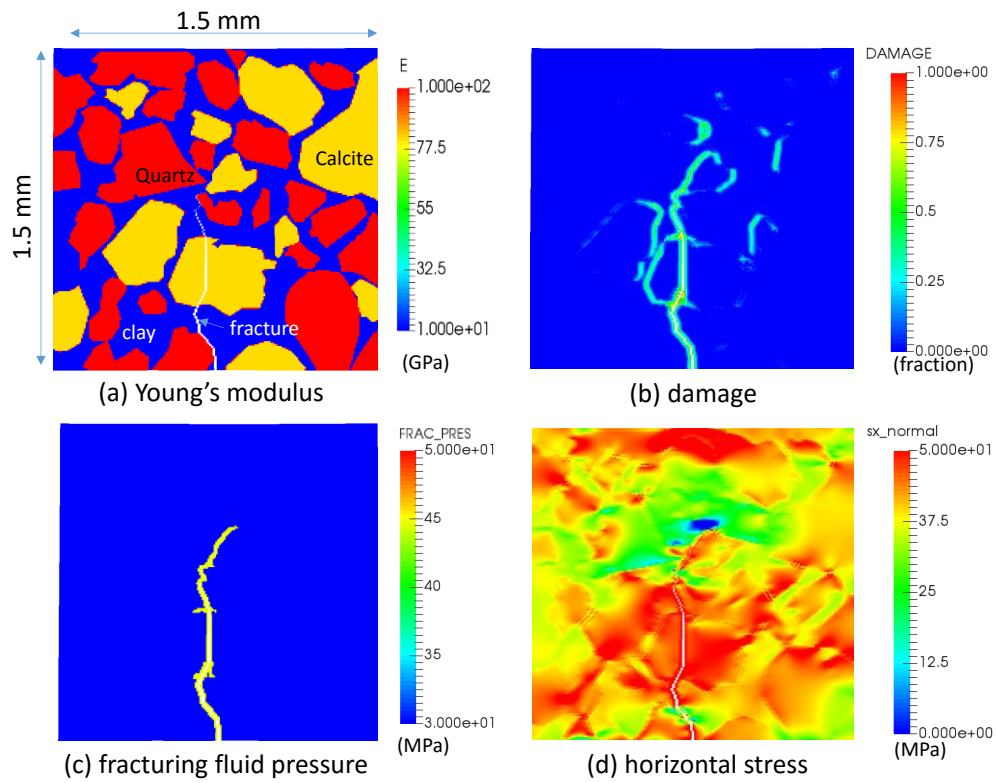 1.5 mm
1.5 mm
E
1.000e+02
77.5
55
32.5
1.000e+01
(GPa)
Quartz
Calcite
clay
fracture
(a) Young’s modulus
DAMAGE
1.000e+00
0.75
0.5
0.25
0.000e+00
(fraction)
(b) damage
FRAC_PRES
5.000e+01
45
40
35
3.000e+01
(MPa)
(c) fracturing fluid pressure
sx_normal
5.000e+01
37.5
25
12.5
0.000e+00
(MPa)
(d) horizontal stress